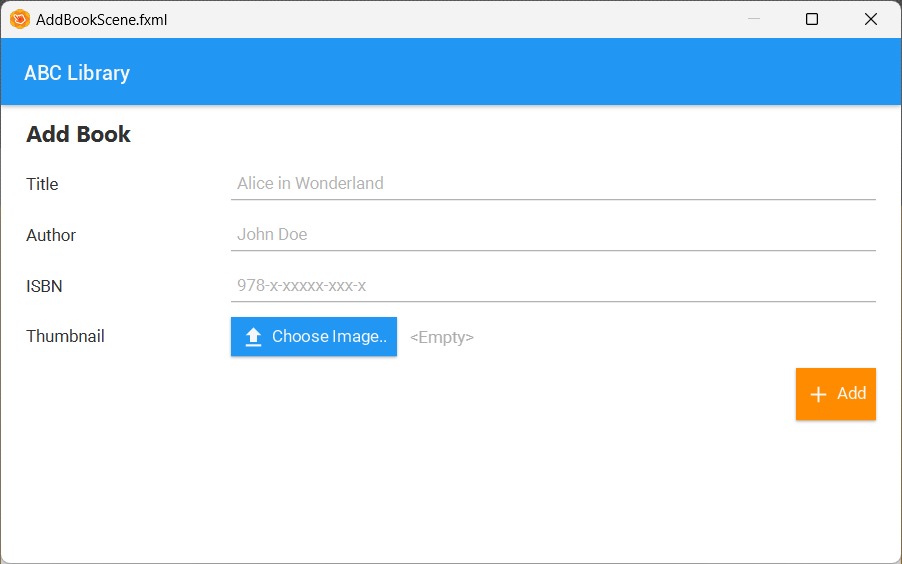 AddBookScene.fxml
ABC Library
Add Book
Title Alice in Wonderland
Author John Doe
ISBN 978-x-xxxxx-xxx-x
Thumbnail Choose Image.. <Empty>
Add